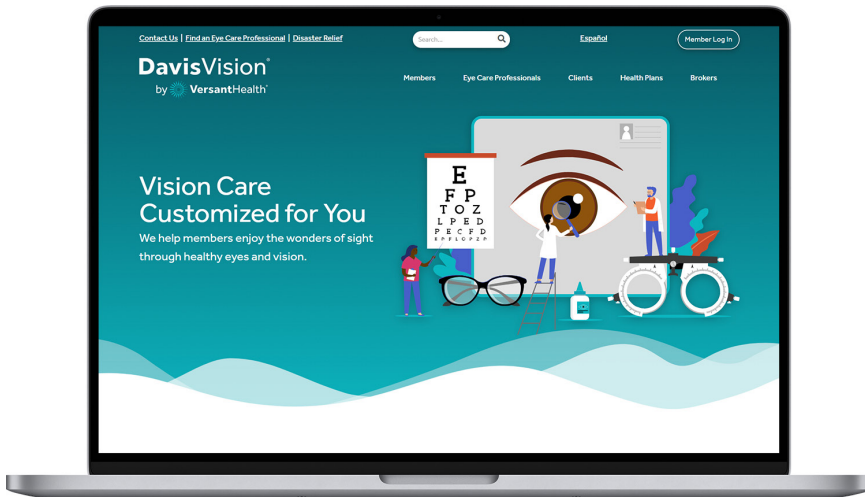 Contact Us | Find an Eye Care Professional | Disaster Relief
Search...
Español
Member Log In
DavisVision®
by VersantHealth®
Members
Eye Care Professionals
Clients
Health Plans
Brokers
Vision Care
Customized for You
We help members enjoy the wonders of sight
through healthy eyes and vision.
E
F P
T O Z
L P E D
P E C F D
E D F C Z P